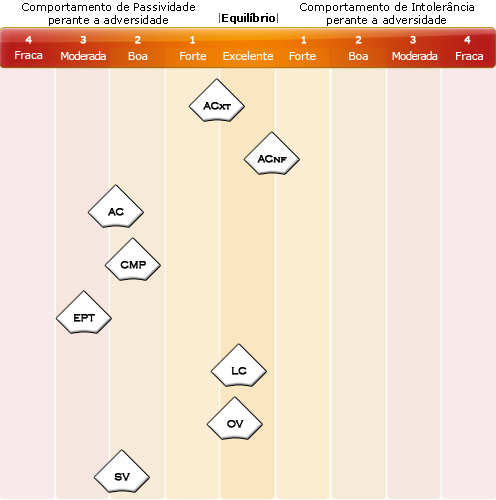 Comportamento de Passividade perante a adversidade
|Equilíbrio|
Comportamento de Intolerância perante a adversidade
4 3 2 1 1 2 3 4
Fraca Moderada Boa Forte Excelente Forte Boa Moderada Fraca
ACXT
ACNF
AC
CMP
EPT
LC
OV
SV